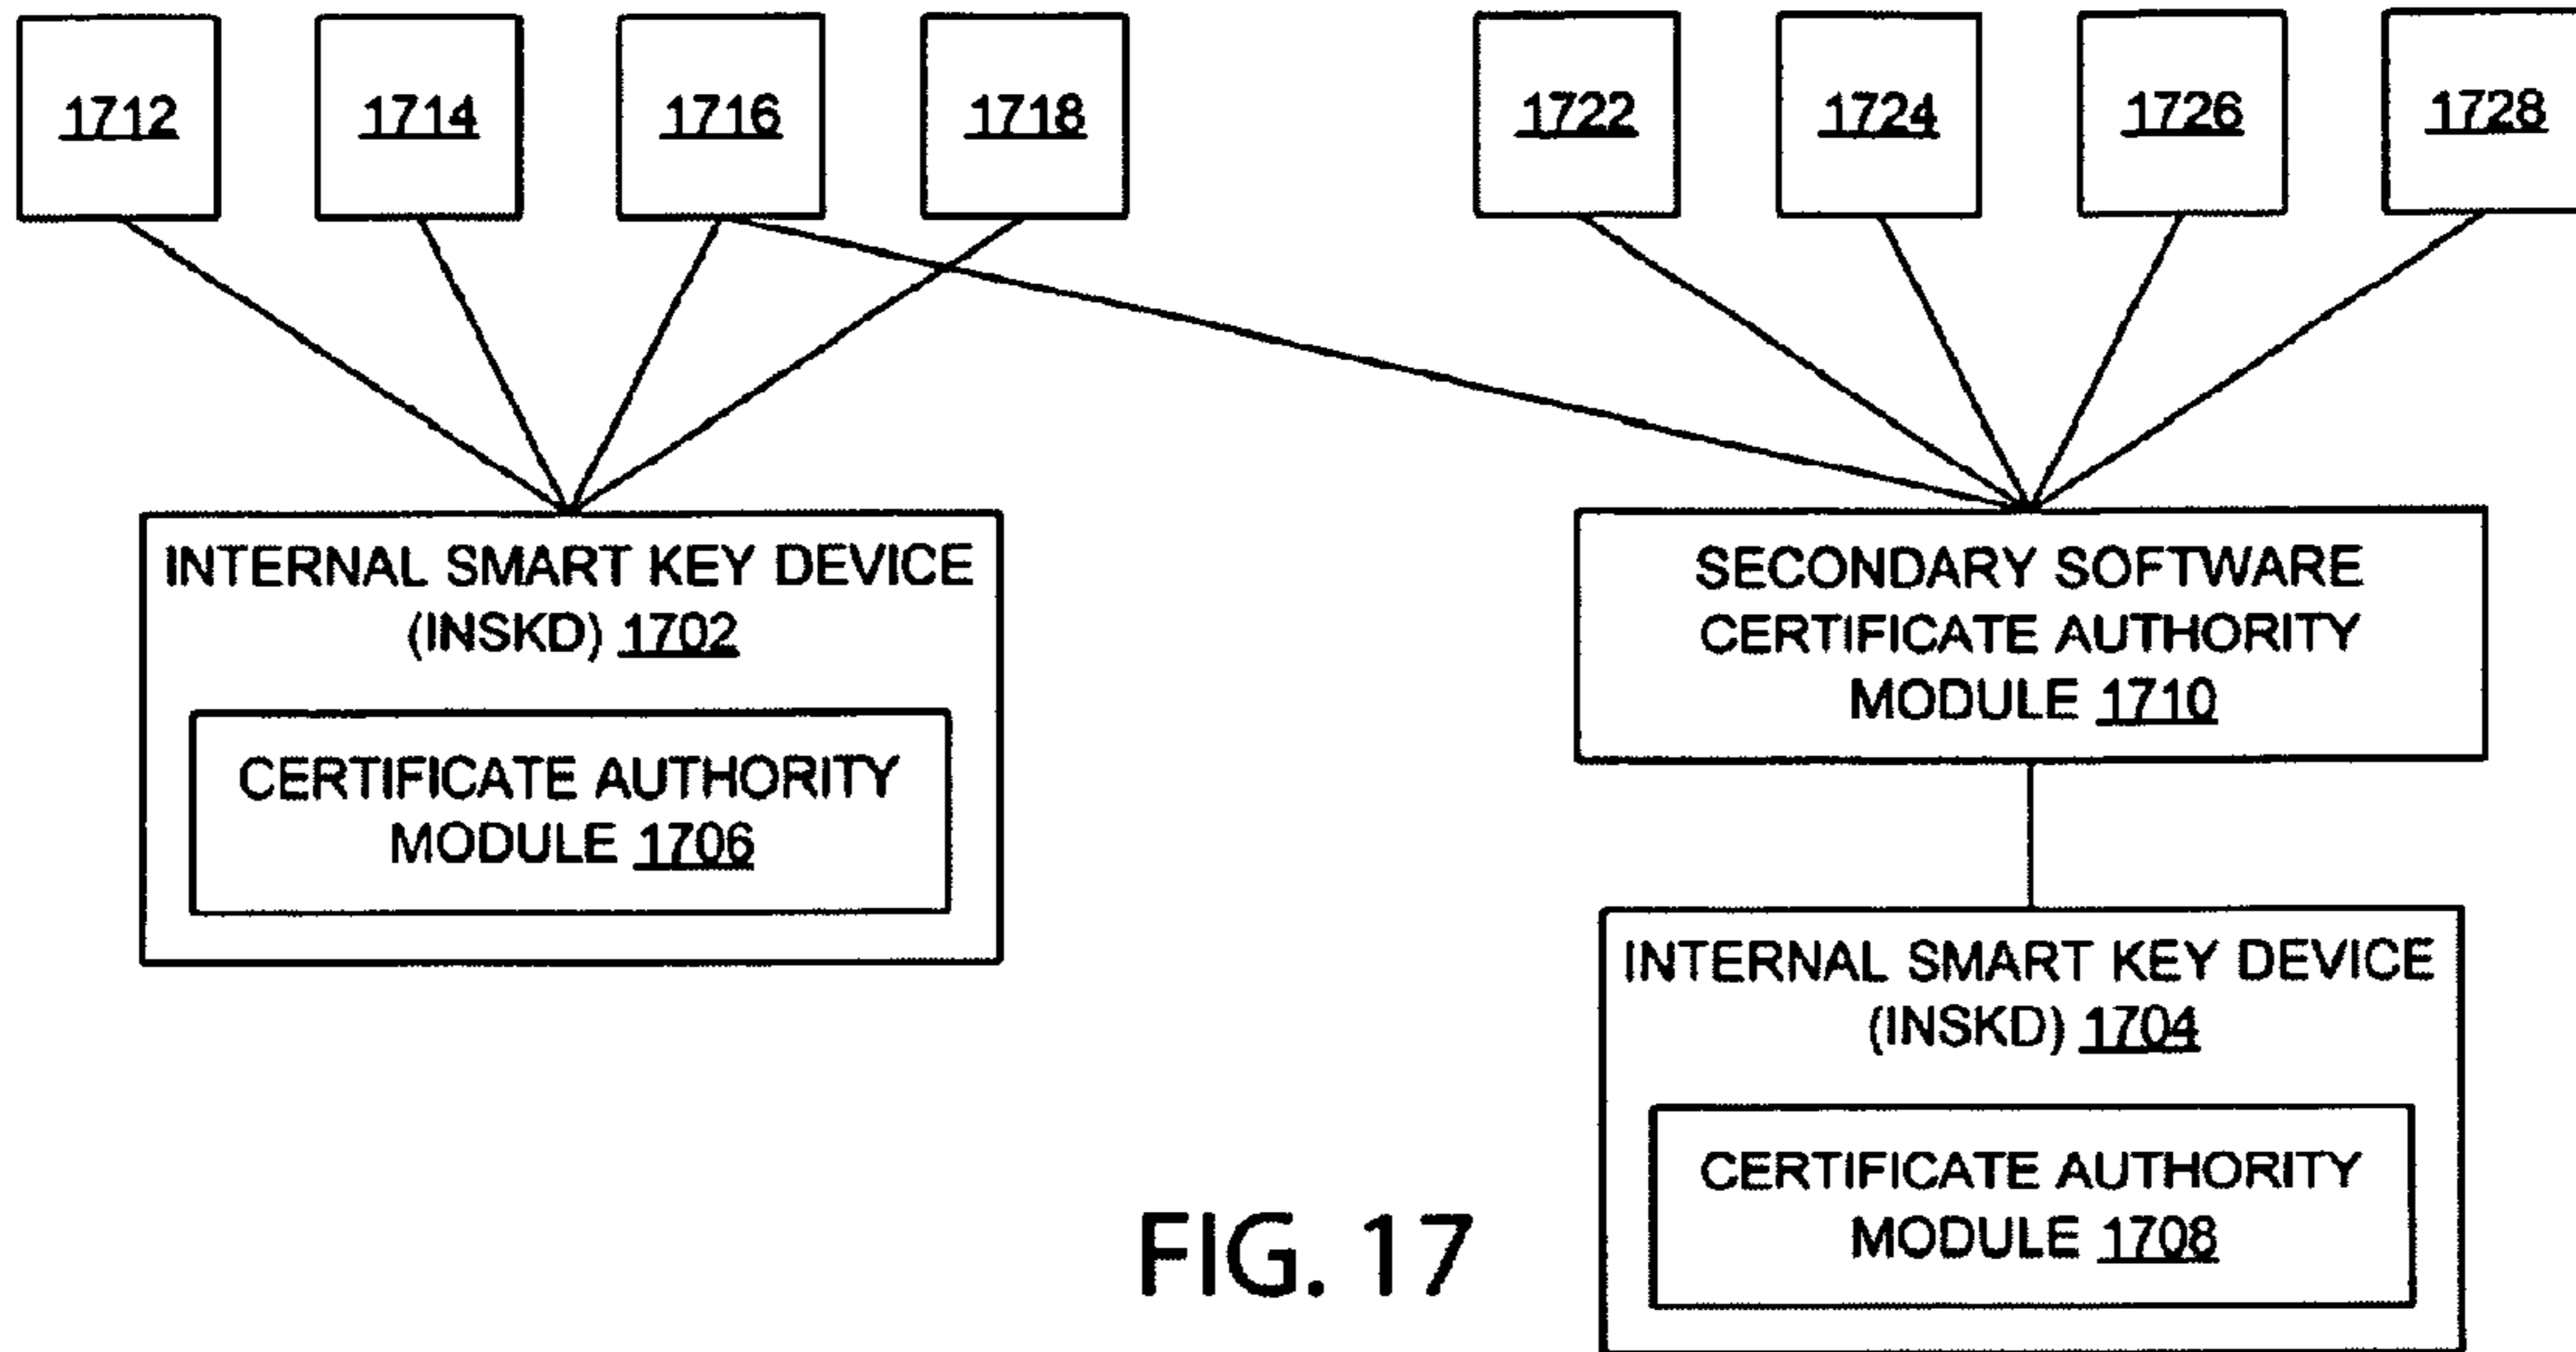 1712 1714 1716 1718 1722 1724 1726 1728
INTERNAL SMART KEY DEVICE
(INSKD) 1702
CERTIFICATE AUTHORITY
MODULE 1706
SECONDARY SOFTWARE
CERTIFICATE AUTHORITY
MODULE 1710
INTERNAL SMART KEY DEVICE
(INSKD) 1704
CERTIFICATE AUTHORITY
MODULE 1708
FIG. 17